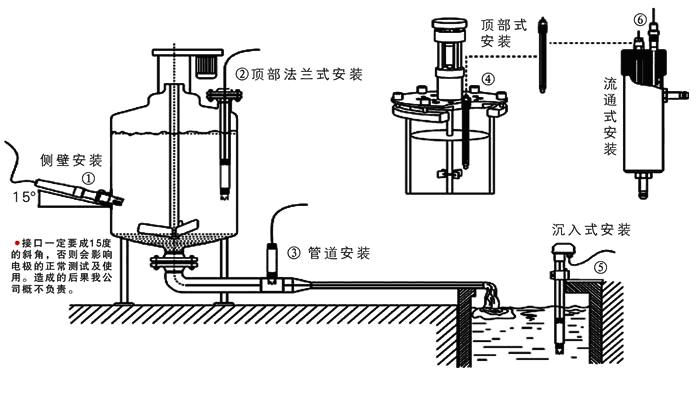 ②顶部法兰式安装
顶部式
安装
④
⑥
流通式安装
侧壁安装
①
15°
●接口一定要成15度
的斜角，否则会影响
电极的正常测试及使
用。造成的后果我公
司概不负责。
③ 管道安装
沉入式安装
⑤